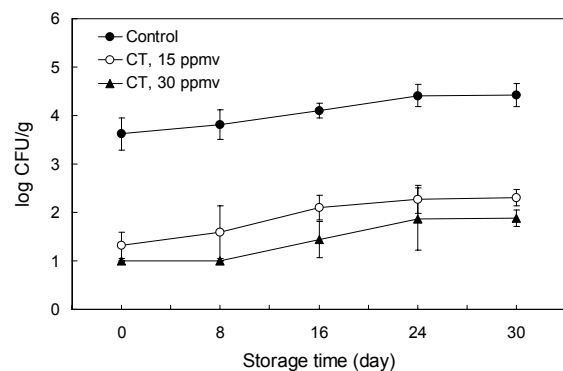 6
Control
CT, 15 ppmv
CT, 30 ppmv
5
4
3
2
1
0
log CFU/g
0 8 16 24 30
Storage time (day)